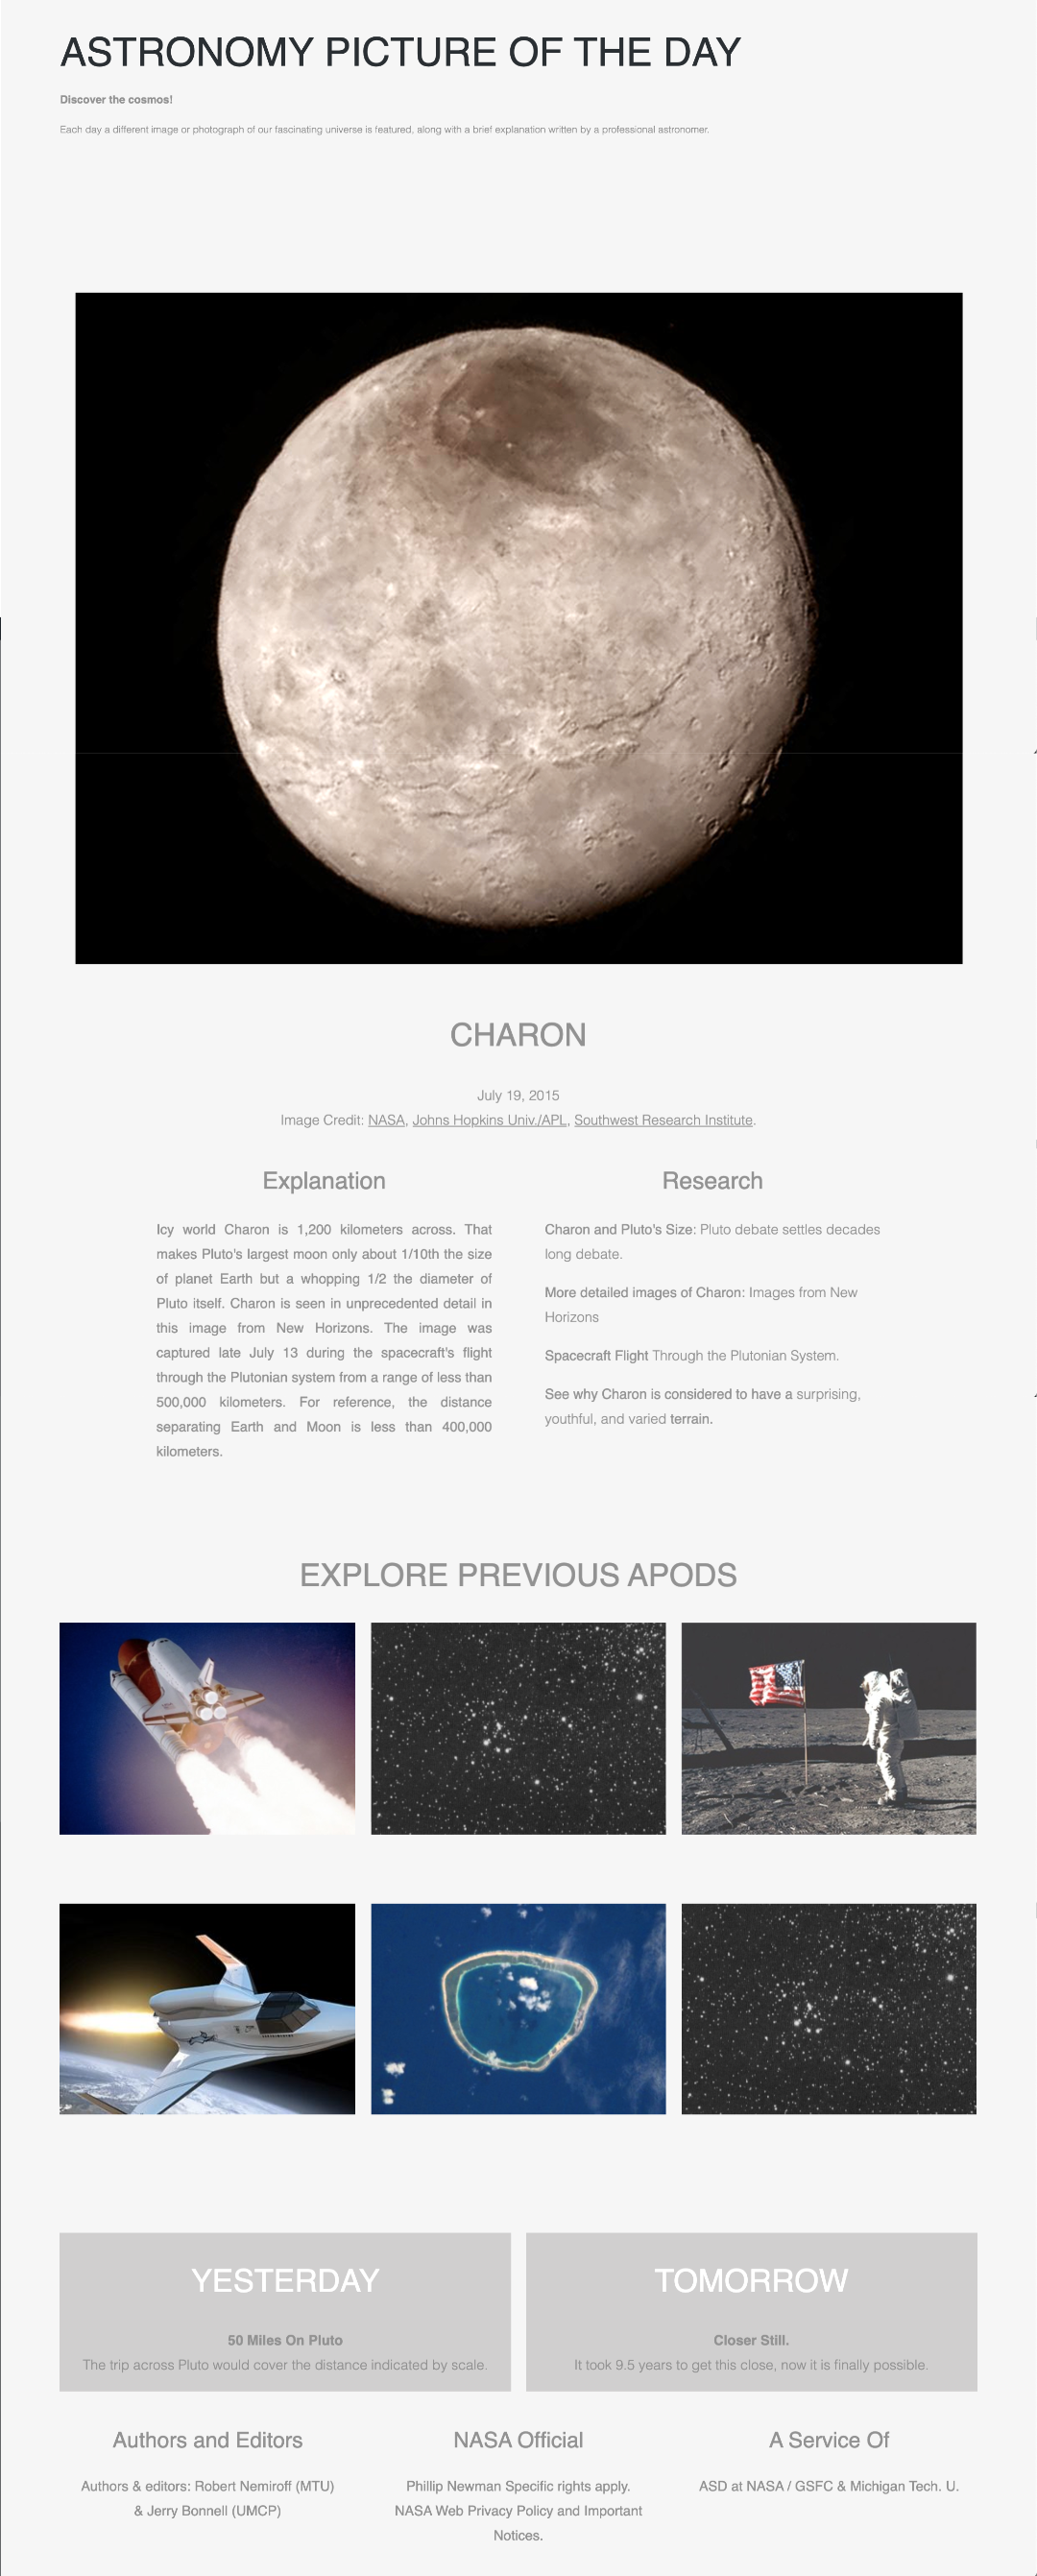 ASTRONOMY PICTURE OF THE DAY
Discover the cosmos!
Each day a different image or photograph of our fascinating universe is featured, along with a brief explanation written by a professional astronomer.
CHARON
July 19, 2015
Image Credit: NASA, Johns Hopkins Univ./APL, Southwest Research Institute.
Explanation
Icy world Charon is 1,200 kilometers across. That
makes Pluto's largest moon only about 1/10th the size
of planet Earth but a whopping 1/2 the diameter of
Pluto itself. Charon is seen in unprecedented detail in
this image from New Horizons. The image was
captured late July 13 during the spacecraft's flight
through the Plutonian system from a range of less than
500,000 kilometers. For reference, the distance
separating Earth and Moon is less than 400,000
kilometers.
Research
Charon and Pluto's Size: Pluto debate settles decades
long debate.
More detailed images of Charon: Images from New
Horizons
Spacecraft Flight Through the Plutonian System.
See why Charon is considered to have a surprising,
youthful, and varied terrain.
EXPLORE PREVIOUS APODS
YESTERDAY
50 Miles On Pluto
The trip across Pluto would cover the distance indicated by scale.
TOMORROW
Closer Still.
It took 9.5 years to get this close, now it is finally possible.
Authors and Editors
Authors & editors: Robert Nemiroff (MTU)
& Jerry Bonnell (UMCP)
NASA Official
Phillip Newman Specific rights apply.
NASA Web Privacy Policy and Important
Notices.
A Service Of
ASD at NASA / GSFC & Michigan Tech. U.